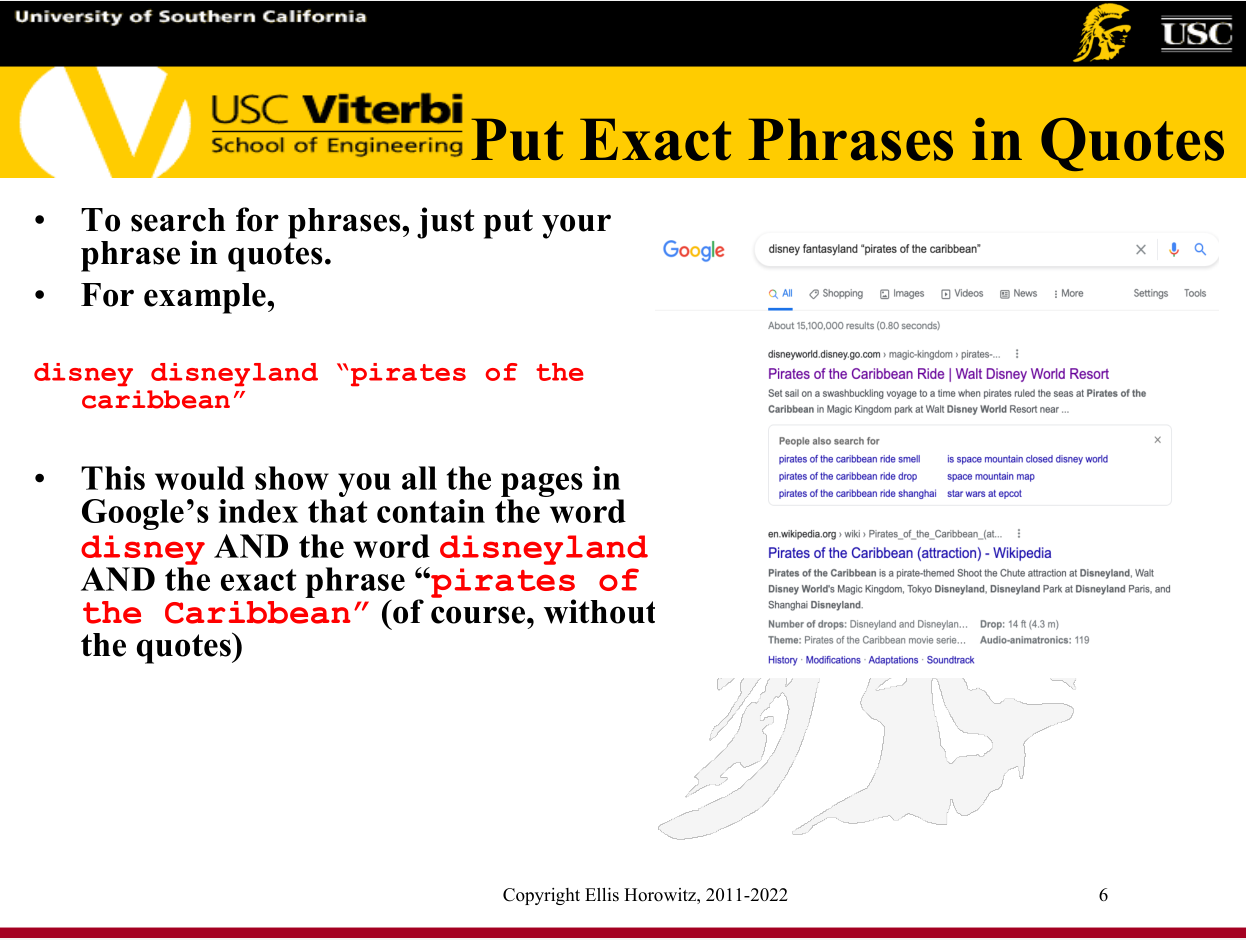 University of Southern California
USC
USC Viterbi
School of Engineering
Put Exact Phrases in Quotes
• To search for phrases, just put your
phrase in quotes.
• For example,
disney disneyland “pirates of the
caribbean”
• This would show you all the pages in
Google’s index that contain the word
disney AND the word disneyland
AND the exact phrase “pirates of
the Caribbean” (of course, without
the quotes)
Google
disney fantasyland “pirates of the caribbean”
All Shopping Images Videos News More Settings Tools
About 15,100,000 results (0.80 seconds)
disneyworld.disney.go.com › magic-kingdom › pirates-...
Pirates of the Caribbean Ride | Walt Disney World Resort
Set sail on a swashbuckling voyage to a time when pirates ruled the seas at Pirates of the
Caribbean in Magic Kingdom park at Walt Disney World Resort near ...
People also search for
pirates of the caribbean ride smell is space mountain closed disney world
pirates of the caribbean ride drop space mountain map
pirates of the caribbean ride shanghai star wars at epcot
en.wikipedia.org › wiki › Pirates_of_the_Caribbean_(at...
Pirates of the Caribbean (attraction) - Wikipedia
Pirates of the Caribbean is a pirate-themed Shoot the Chute attraction at Disneyland, Walt
Disney World's Magic Kingdom, Tokyo Disneyland, Disneyland Park at Disneyland Paris, and
Shanghai Disneyland.
Number of drops: Disneyland and Disneylan... Drop: 14 ft (4.3 m)
Theme: Pirates of the Caribbean movie serie... Audio-animatronics: 119
History · Modifications · Adaptations · Soundtrack
Copyright Ellis Horowitz, 2011-2022
6